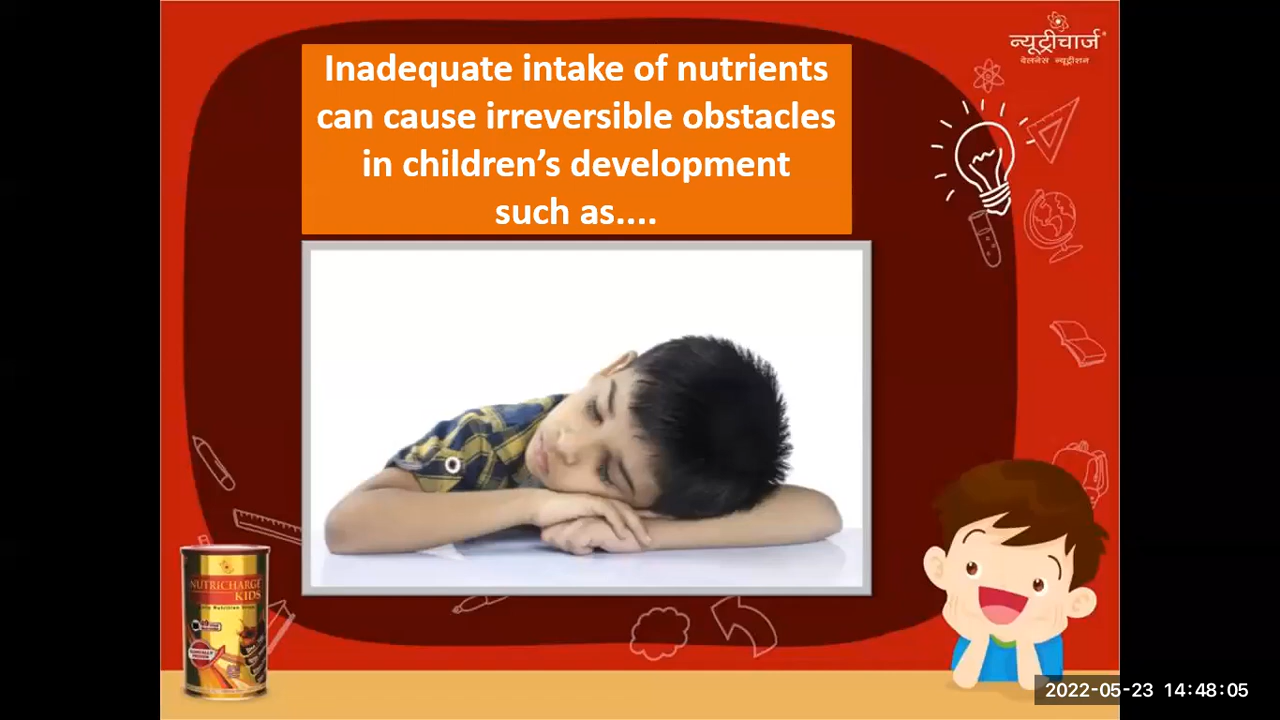 न्यूट्रीचार्ज®
वेलनेस न्यूट्रीशन
Inadequate intake of nutrients
can cause irreversible obstacles
in children’s development
such as....
NUTRICHARGE
KIDS
2022-05-23 14:48:05